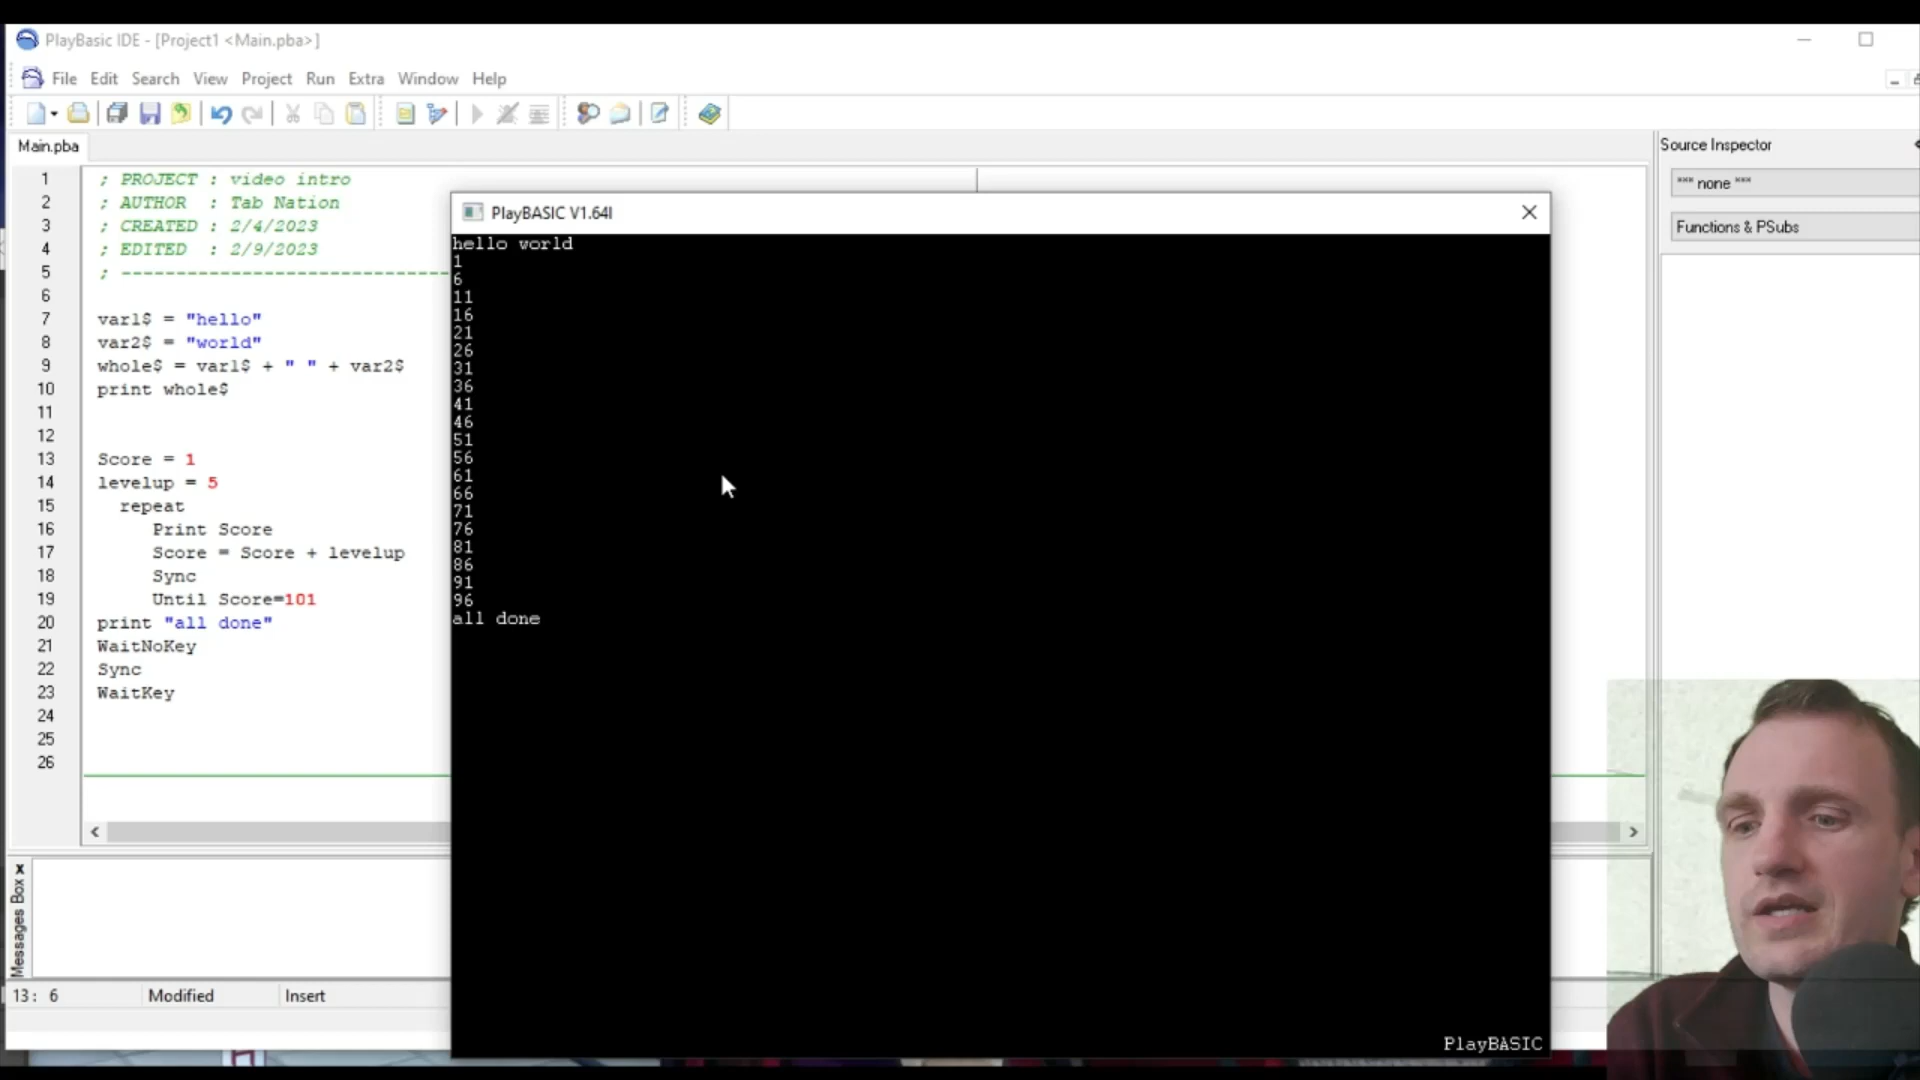 PlayBasic IDE - [Project1 <Main.pba>]
File Edit Search View Project Run Extra Window Help
Main.pba
1 ; PROJECT : video intro
2 ; AUTHOR : Tab Nation
3 ; CREATED : 2/4/2023
4 ; EDITED : 2/9/2023
5 ; ------------------------------
6
7 var1$ = "hello"
8 var2$ = "world"
9 whole$ = var1$ + " " + var2$
10 print whole$
11
12
13 Score = 1
14 levelup = 5
15 repeat
16 Print Score
17 Score = Score + levelup
18 Sync
19 Until Score=101
20 print "all done"
21 WaitNoKey
22 Sync
23 WaitKey
24
25
26
PlayBASIC V1.64I
hello world
1
6
11
16
21
26
31
36
41
46
51
56
61
66
71
76
81
86
91
96
all done
PlayBASIC
Source Inspector
*** none ***
Functions & PSubs
Messages Box
13: 6 Modified Insert